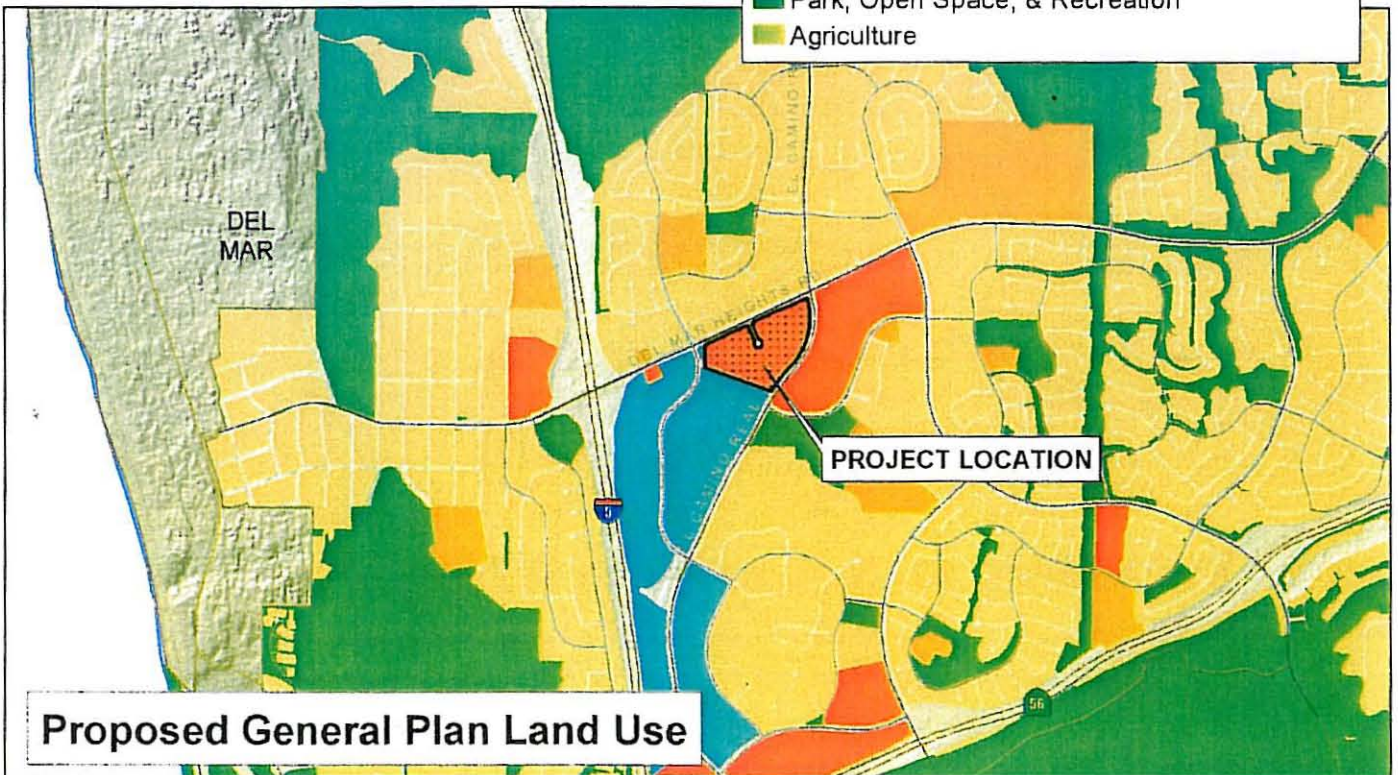 Park, Open Space, & Recreation
Agriculture
EL CAMINO R
DEL
MAR
DEL MAR HEIGHTS R
PROJECT LOCATION
CAMINO REAL
5
56
Proposed General Plan Land Use